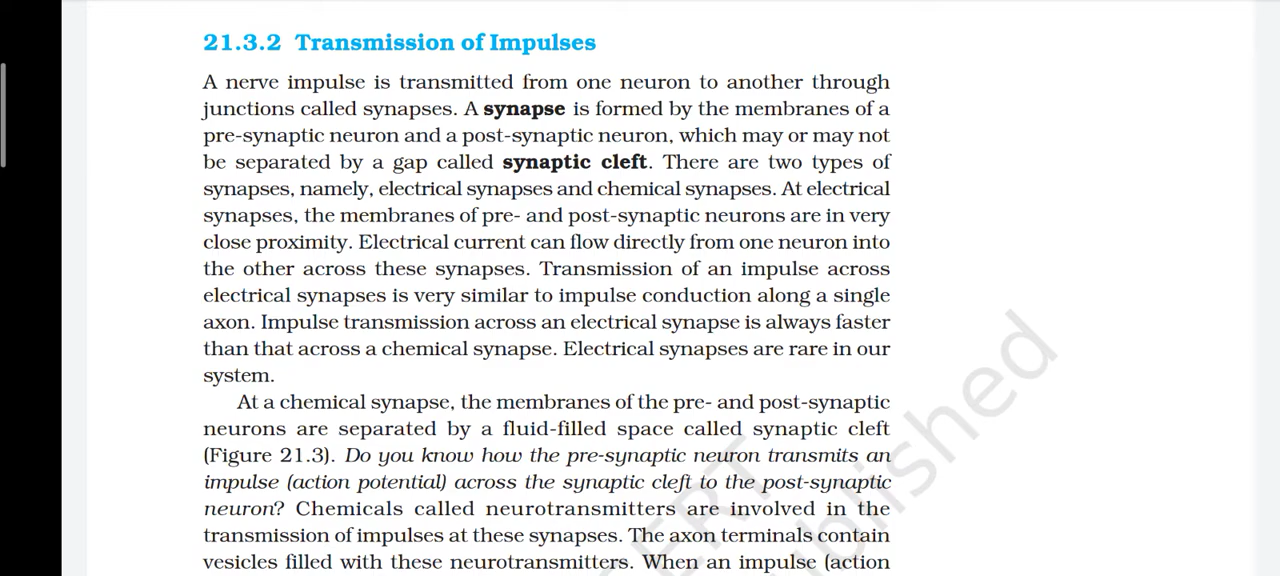 21.3.2 Transmission of Impulses
A nerve impulse is transmitted from one neuron to another through
junctions called synapses. A synapse is formed by the membranes of a
pre-synaptic neuron and a post-synaptic neuron, which may or may not
be separated by a gap called synaptic cleft. There are two types of
synapses, namely, electrical synapses and chemical synapses. At electrical
synapses, the membranes of pre- and post-synaptic neurons are in very
close proximity. Electrical current can flow directly from one neuron into
the other across these synapses. Transmission of an impulse across
electrical synapses is very similar to impulse conduction along a single
axon. Impulse transmission across an electrical synapse is always faster
than that across a chemical synapse. Electrical synapses are rare in our
system.
At a chemical synapse, the membranes of the pre- and post-synaptic
neurons are separated by a fluid-filled space called synaptic cleft
(Figure 21.3). Do you know how the pre-synaptic neuron transmits an
impulse (action potential) across the synaptic cleft to the post-synaptic
neuron? Chemicals called neurotransmitters are involved in the
transmission of impulses at these synapses. The axon terminals contain
vesicles filled with these neurotransmitters. When an impulse (action